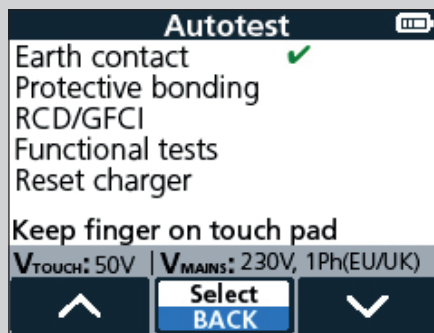 Autotest
Earth contact ✔
Protective bonding
RCD/GFCI
Functional tests
Reset charger
Keep finger on touch pad
VTOUCH: 50V | VMAINS: 230V, 1Ph(EU/UK)
Select
BACK